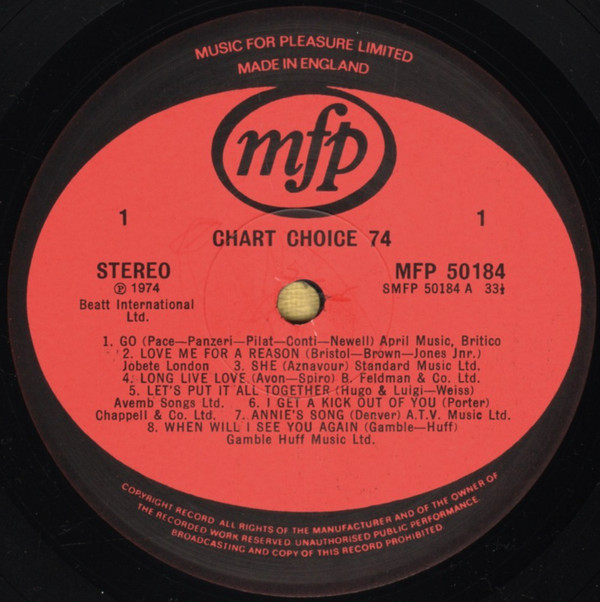 MUSIC FOR PLEASURE LIMITED
MADE IN ENGLAND
mfp
1 1
CHART CHOICE 74
STEREO MFP 50184
Ⓟ 1974 SMFP 50184 A 33⅓
Beatt International
Ltd.
1. GO (Pace—Panzeri—Pilat—Conti—Newell) April Music, Britico
2. LOVE ME FOR A REASON (Bristol—Brown—Jones Jnr.)
Jobete London 3. SHE (Aznavour) Standard Music Ltd.
4. LONG LIVE LOVE (Avon—Spiro) B. Feldman & Co. Ltd.
5. LET'S PUT IT ALL TOGETHER (Hugo & Luigi—Weiss)
Avemb Songs Ltd. 6. I GET A KICK OUT OF YOU (Porter)
Chappell & Co. Ltd. 7. ANNIE'S SONG (Denver) A.T.V. Music Ltd.
8. WHEN WILL I SEE YOU AGAIN (Gamble—Huff)
Gamble Huff Music Ltd.
COPYRIGHT RECORD. ALL RIGHTS OF THE MANUFACTURER AND OF THE OWNER OF
THE RECORDED WORK RESERVED. UNAUTHORISED PUBLIC PERFORMANCE,
BROADCASTING AND COPY OF THIS RECORD PROHIBITED